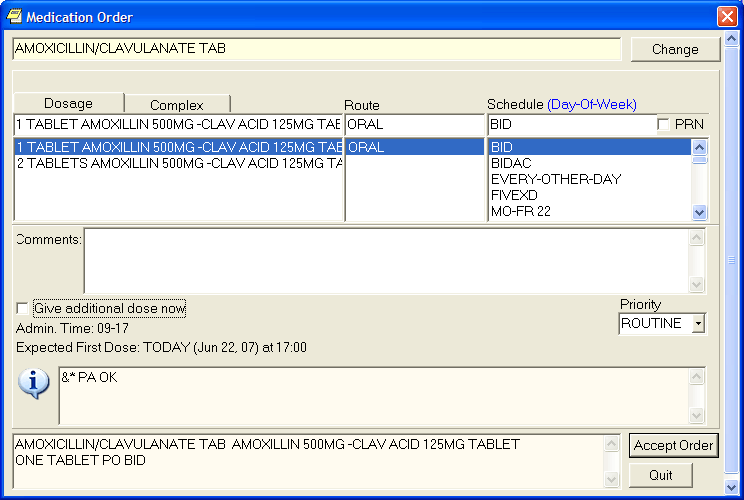 Medication Order
AMOXICILLIN/CLAVULANATE TAB
Change
Dosage
Complex
Route
Schedule (Day-Of-Week)
1 TABLET AMOXILLIN 500MG -CLAV ACID 125MG TAB
ORAL
BID
PRN
1 TABLET AMOXILLIN 500MG -CLAV ACID 125MG TAB
ORAL
BID
2 TABLETS AMOXILLIN 500MG -CLAV ACID 125MG TA
BIDAC
EVERY-OTHER-DAY
FIVEXD
MO-FR 22
Comments:
Give additional dose now
Priority
Admin. Time: 09-17
ROUTINE
Expected First Dose: TODAY (Jun 22, 07) at 17:00
&* PA OK
AMOXICILLIN/CLAVULANATE TAB AMOXILLIN 500MG -CLAV ACID 125MG TABLET
ONE TABLET PO BID
Accept Order
Quit